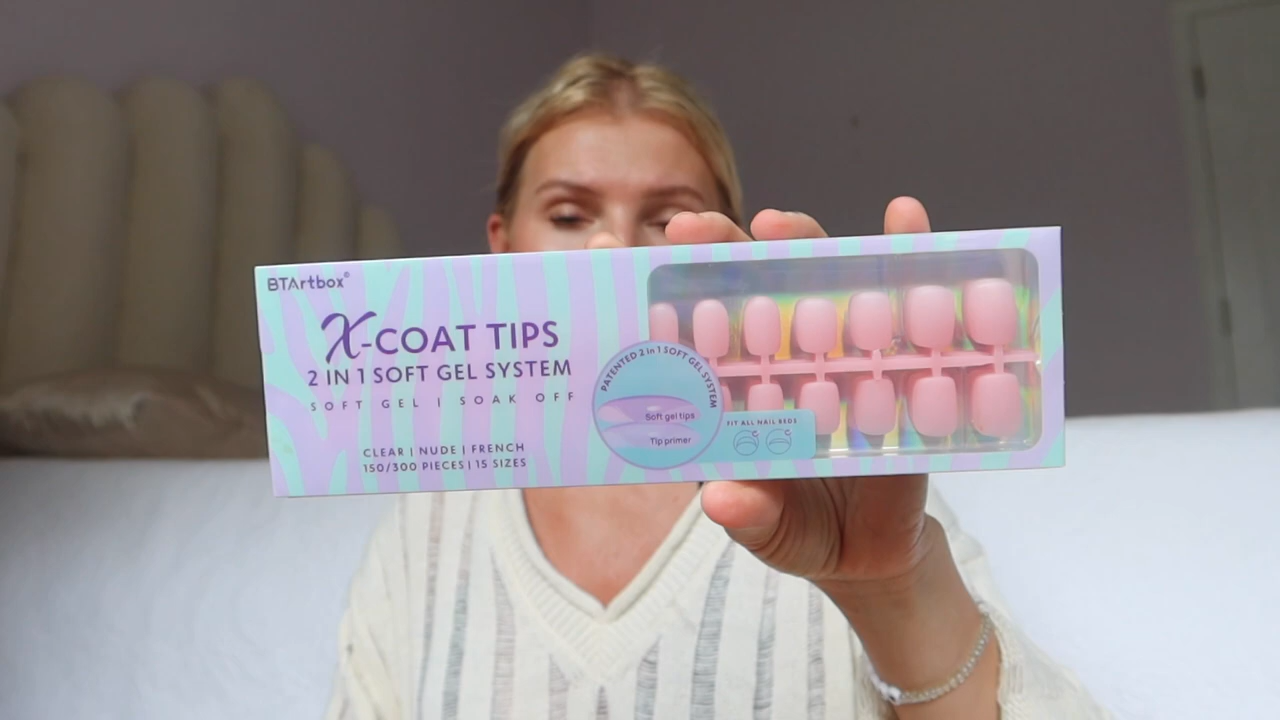 BTArtbox®
X-COAT TIPS
2 IN 1 SOFT GEL SYSTEM
SOFT GEL | SOAK OFF
CLEAR | NUDE | FRENCH
150/300 PIECES | 15 SIZES
PATENTED 2 in 1 SOFT GEL SYSTEM
Soft gel tips
Tip primer
FIT ALL NAIL BEDS